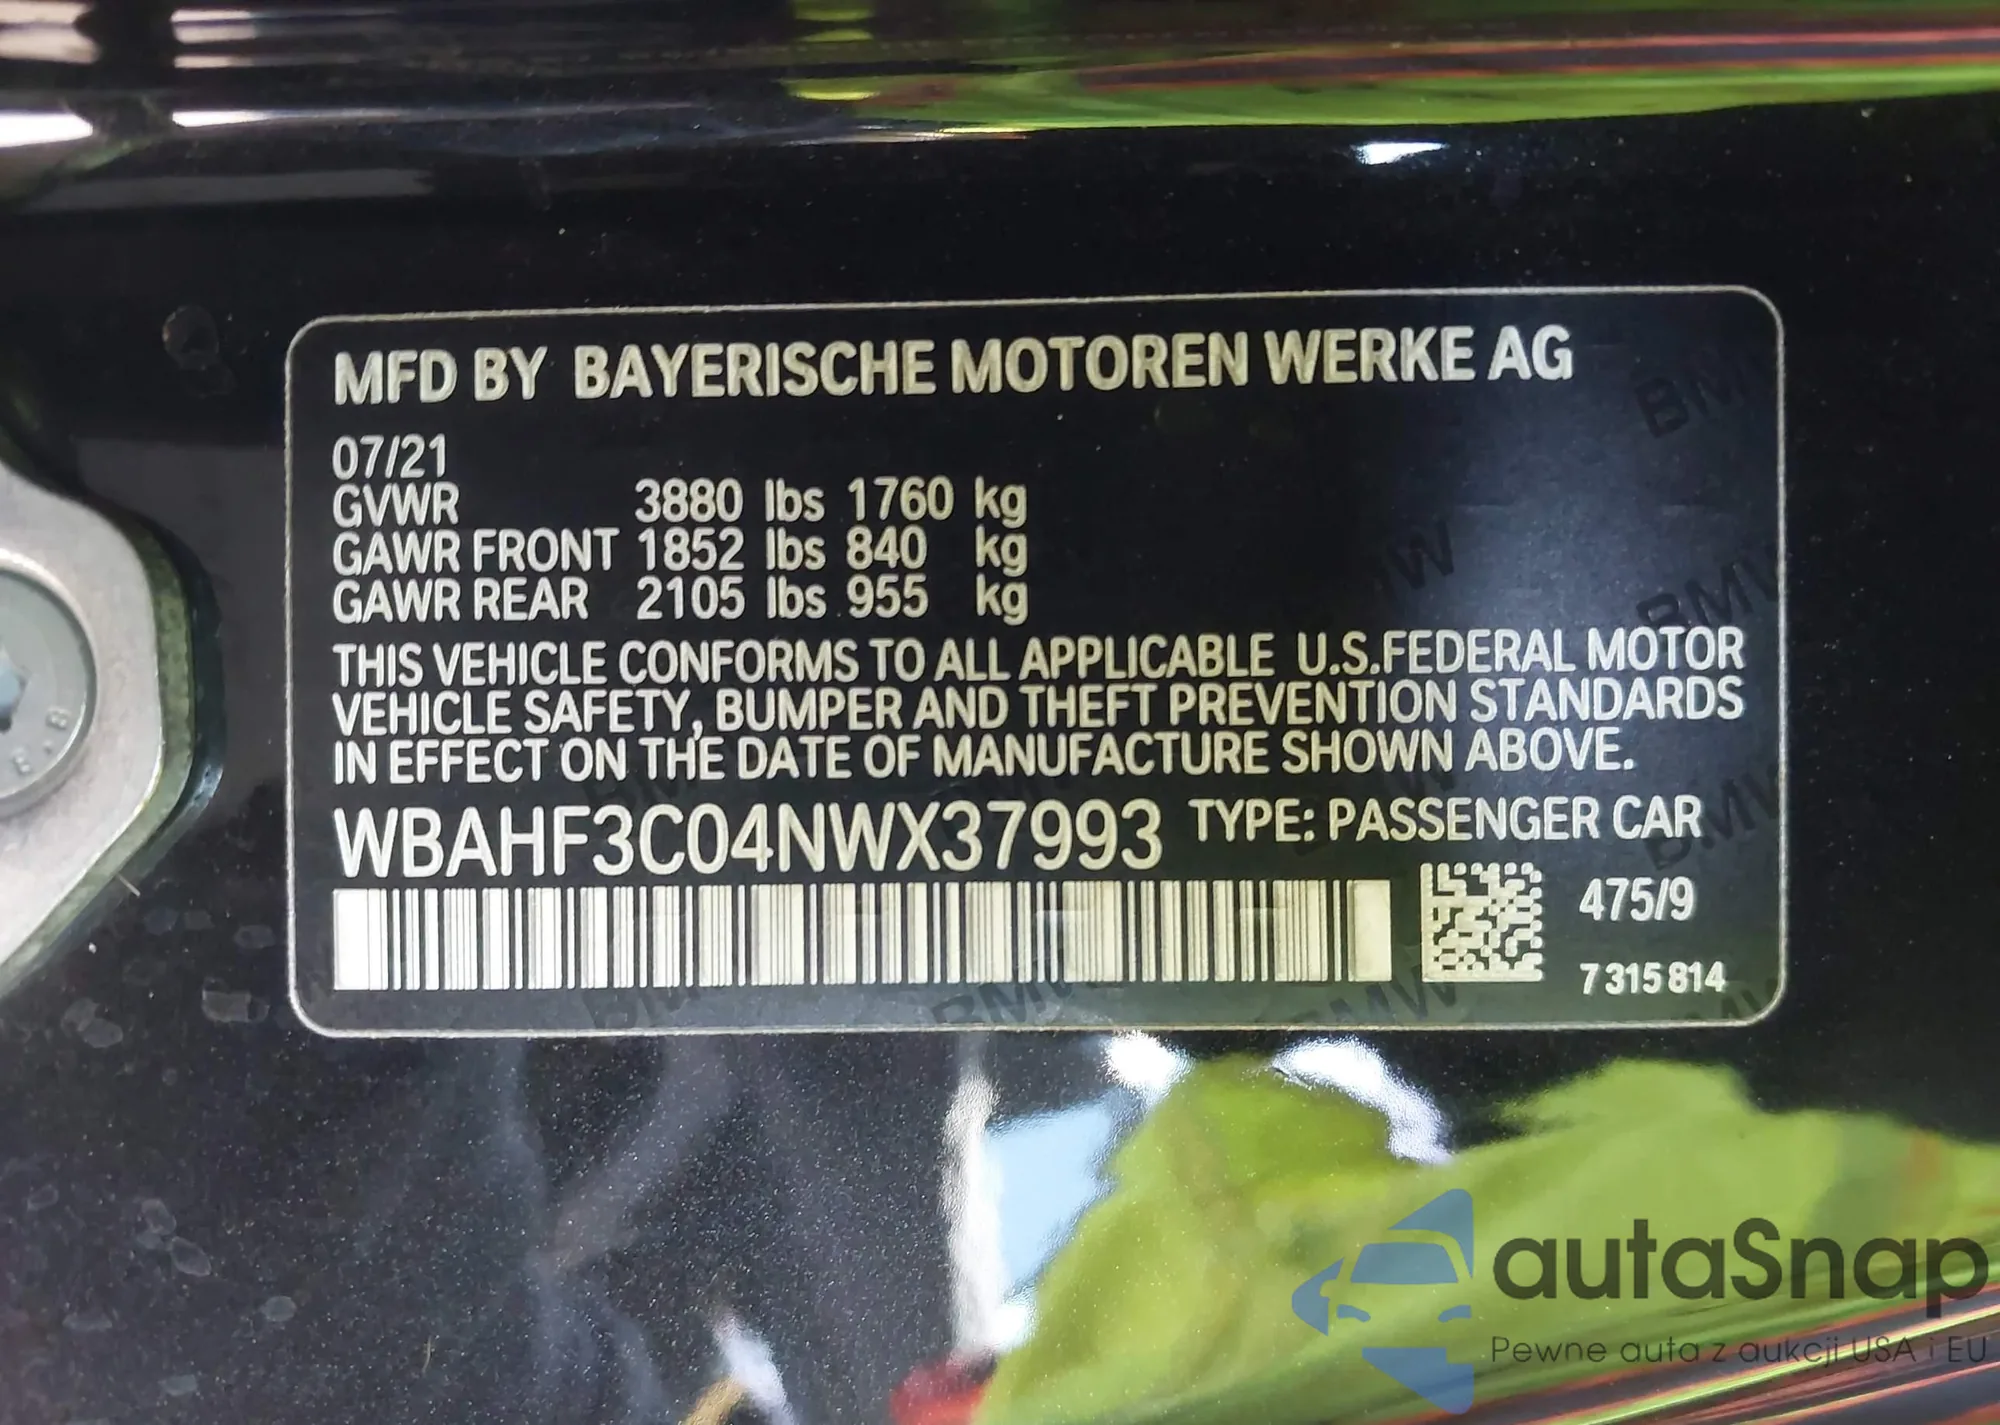 MFD BY BAYERISCHE MOTOREN WERKE AG
07/21
GVWR 3880 lbs 1760 kg
GAWR FRONT 1852 lbs 840 kg
GAWR REAR 2105 lbs 955 kg
THIS VEHICLE CONFORMS TO ALL APPLICABLE U.S.FEDERAL MOTOR
VEHICLE SAFETY, BUMPER AND THEFT PREVENTION STANDARDS
IN EFFECT ON THE DATE OF MANUFACTURE SHOWN ABOVE.
WBAHF3C04NWX37993 TYPE: PASSENGER CAR
475/9
7315814
8.8
autaSnap
Pewne auta z aukcji USA i EU